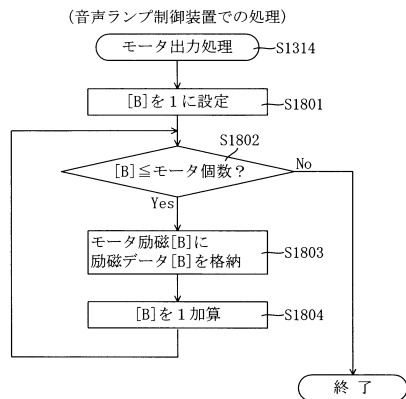 (音声ランプ制御装置での処理)
モータ出力処理
S1314
[B]を1に設定
S1801
S1802
[B]≦モータ個数?
No
Yes
モータ励磁[B]に
励磁データ[B]を格納
S1803
[B]を1加算
S1804
終 了